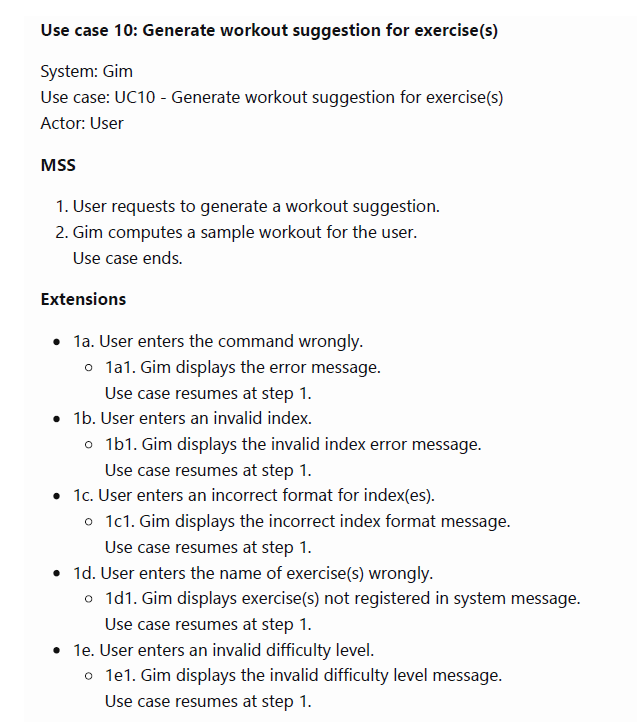 Use case 10: Generate workout suggestion for exercise(s)
System: Gim
Use case: UC10 - Generate workout suggestion for exercise(s)
Actor: User
MSS
1. User requests to generate a workout suggestion.
2. Gim computes a sample workout for the user.
Use case ends.
Extensions
• 1a. User enters the command wrongly.
◦ 1a1. Gim displays the error message.
Use case resumes at step 1.
• 1b. User enters an invalid index.
◦ 1b1. Gim displays the invalid index error message.
Use case resumes at step 1.
• 1c. User enters an incorrect format for index(es).
◦ 1c1. Gim displays the incorrect index format message.
Use case resumes at step 1.
• 1d. User enters the name of exercise(s) wrongly.
◦ 1d1. Gim displays exercise(s) not registered in system message.
Use case resumes at step 1.
• 1e. User enters an invalid difficulty level.
◦ 1e1. Gim displays the invalid difficulty level message.
Use case resumes at step 1.